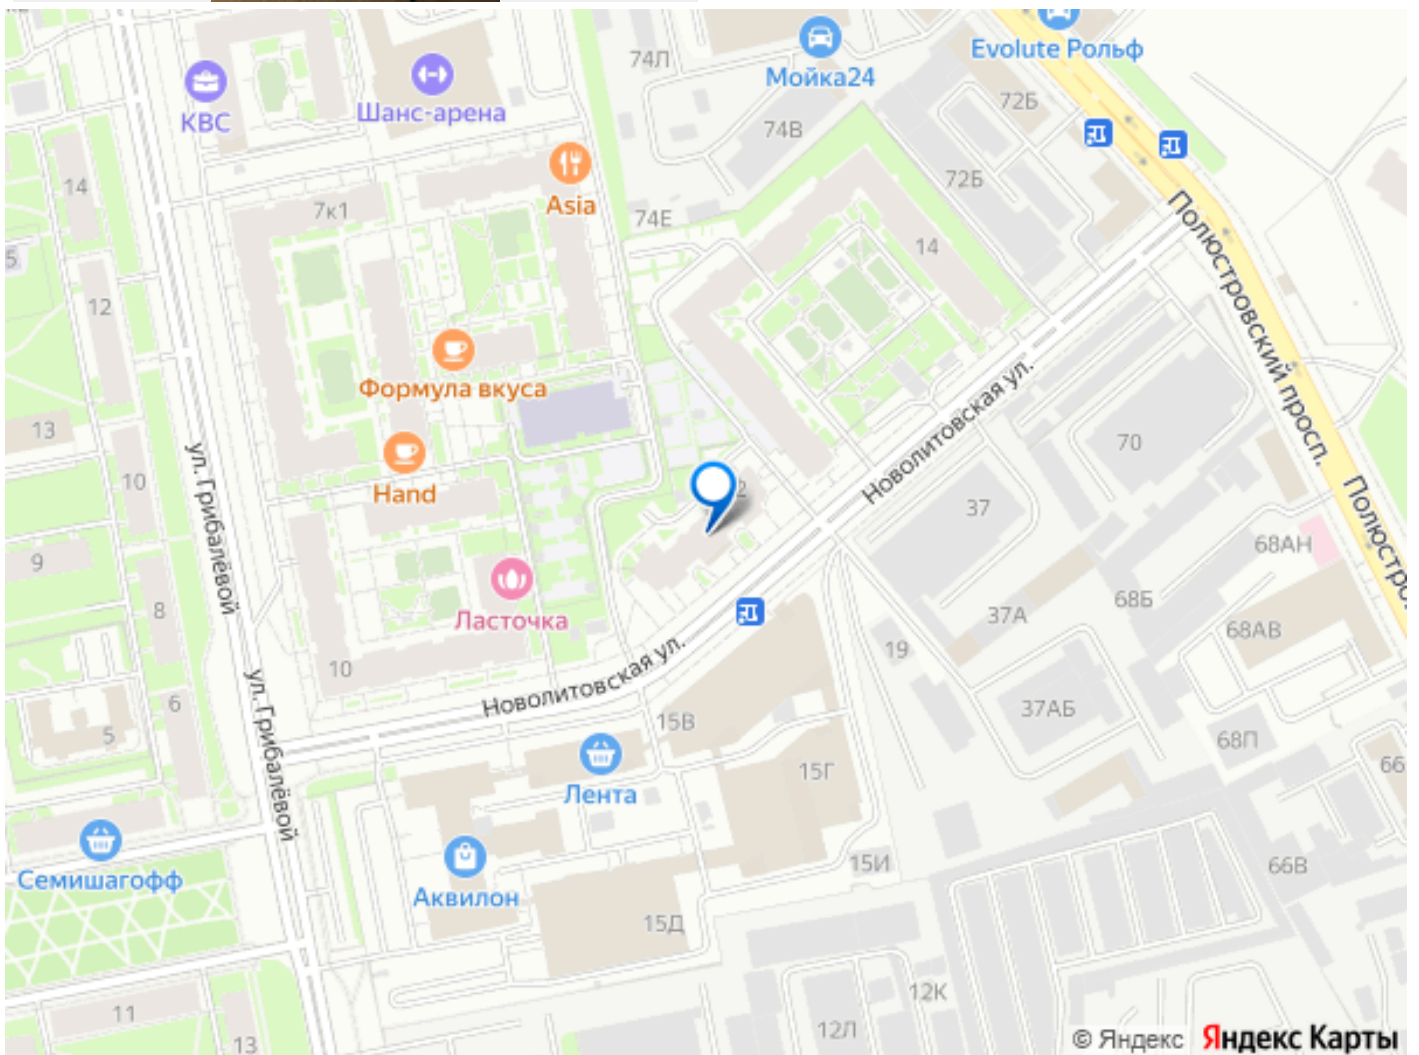 Evolute Рольф
74Л
Мойка24
КВС
Шанс-арена
72Б
74В
14
72Б
7к1
Asia
74Е
14
Полюстровский просп.
5
12
Формула вкуса
Новолитовская ул.
13
ул. Грибалёвой
70
10
Hand
2
37
Полюстро
9
68АН
Ласточка
8
37А
68Б
68АВ
19
10
Новолитовская ул.
ул. Грибалёвой
6
5
15В
37АБ
68П
66
15Г
Лента
Семишагофф
Аквилон
15И
66В
15Д
12К
11
12Л
13
© Яндекс Яндекс Карты